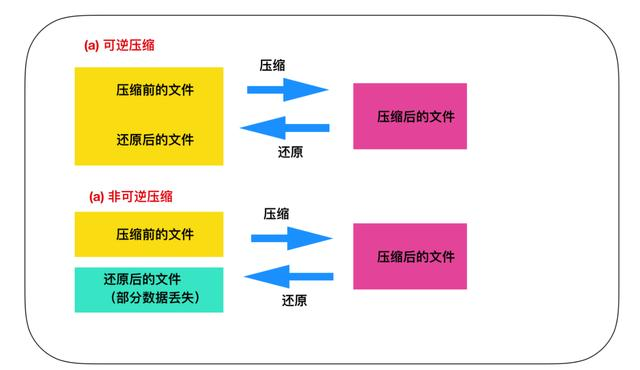 (a) 可逆压缩
压缩前的文件
还原后的文件
压缩
还原
压缩后的文件
(a) 非可逆压缩
压缩前的文件
还原后的文件
（部分数据丢失）
压缩
还原
压缩后的文件